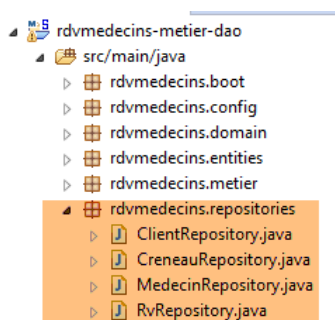 rdvmedecins-metier-dao
src/main/java
rdvmedecins.boot
rdvmedecins.config
rdvmedecins.domain
rdvmedecins.entities
rdvmedecins.metier
rdvmedecins.repositories
ClientRepository.java
CreneauRepository.java
MedecinRepository.java
RvRepository.java